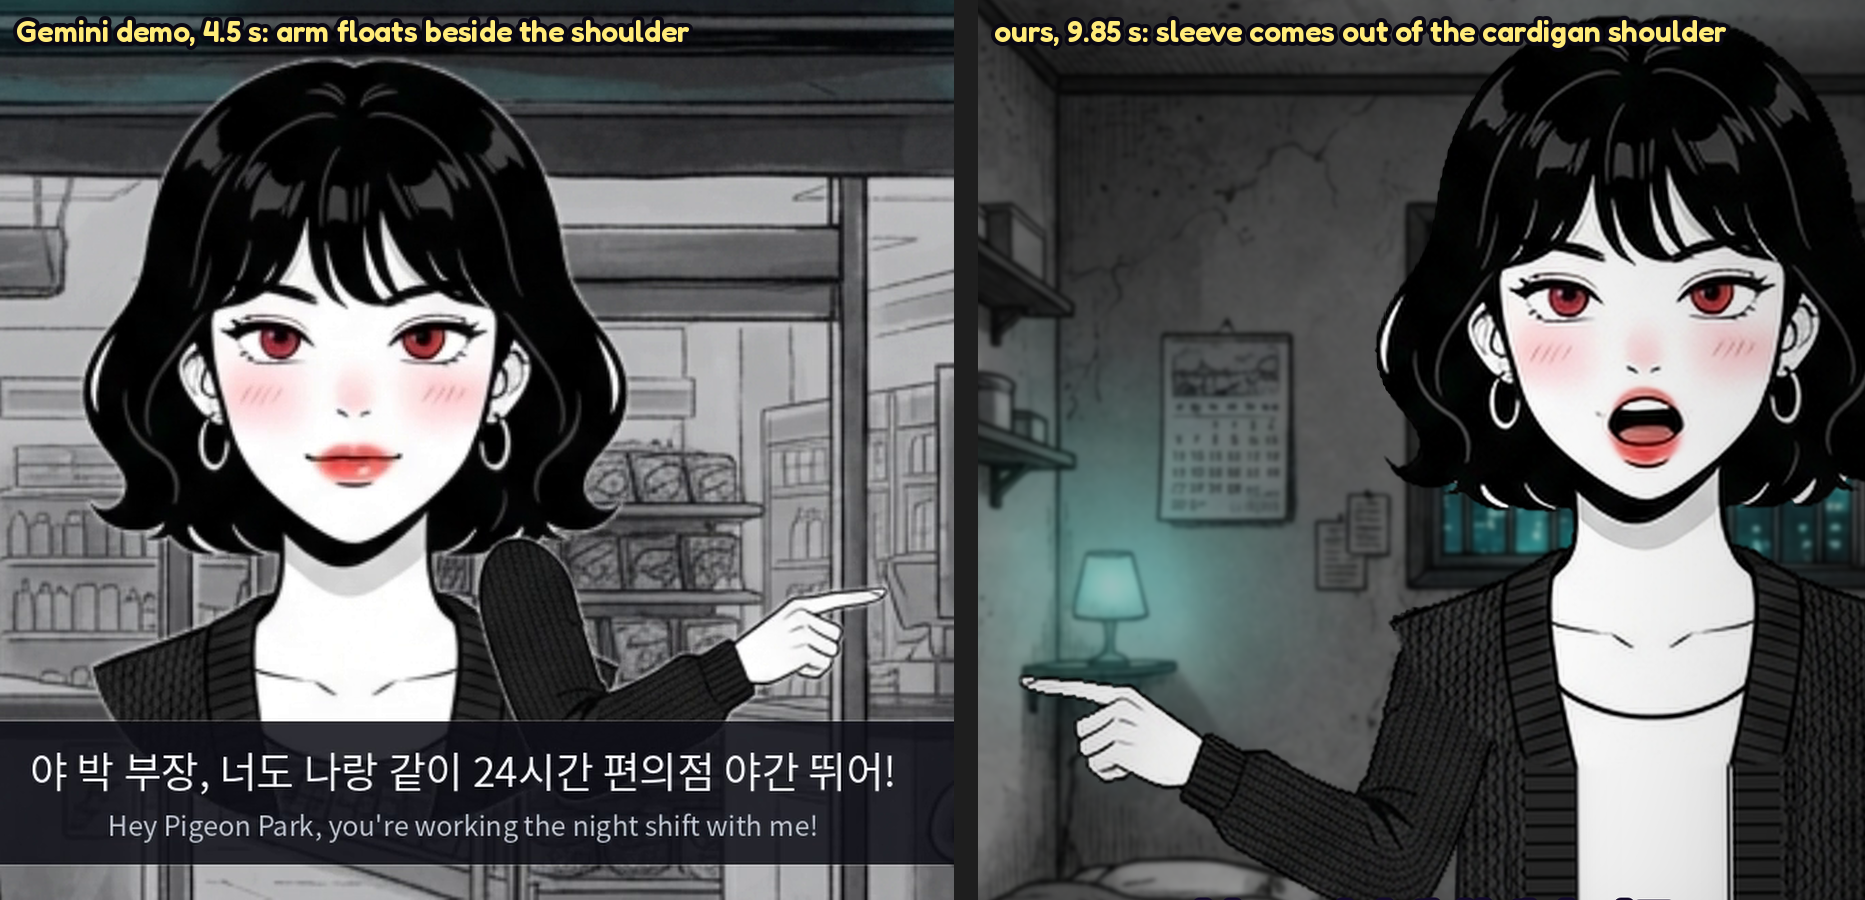 Gemini demo, 4.5 s: arm floats beside the shoulder
ours, 9.85 s: sleeve comes out of the cardigan shoulder
야 박 부장, 너도 나랑 같이 24시간 편의점 야간 뛰어!
Hey Pigeon Park, you're working the night shift with me!